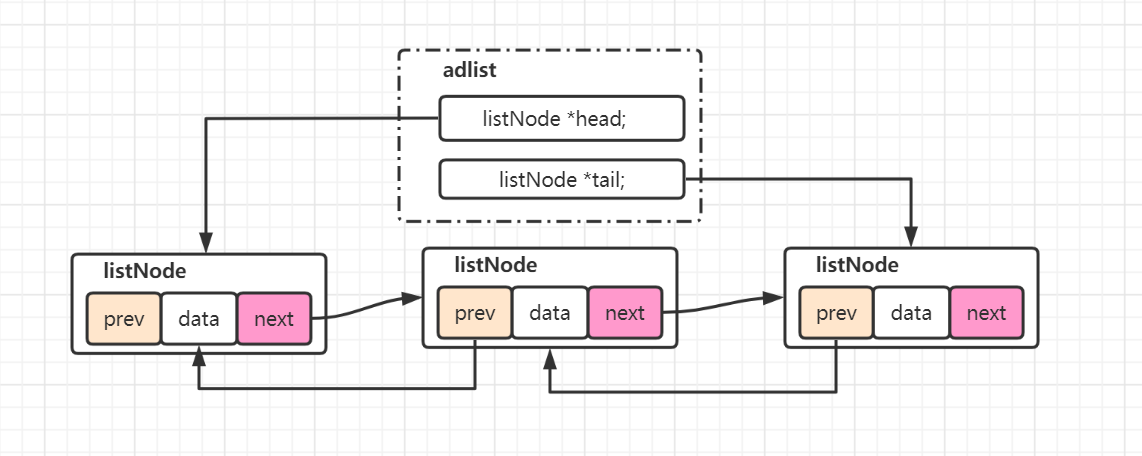 adlist
listNode *head;
listNode *tail;
listNode
prev data next
listNode
prev data next
listNode
prev data next